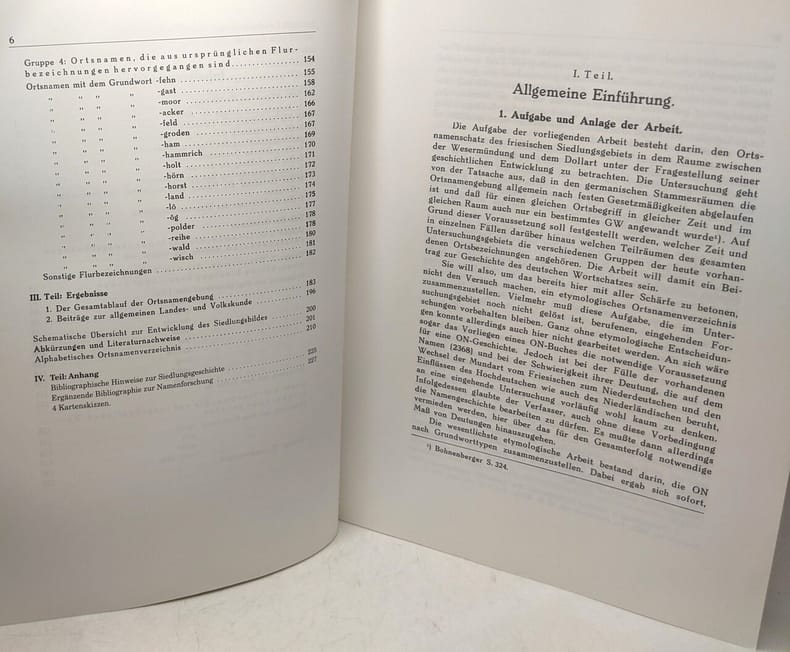 6
Gruppe 4: Ortsnamen, die aus ursprünglichen Flur-
bezeichnungen hervorgegangen sind. . . . . . . . . . . . . 154
Ortsnamen mit dem Grundwort -fehn . . . . . . . . . . . . 155
" " " " -gast . . . . . . . . . . . . 158
" " " " -moor . . . . . . . . . . . . 162
" " " " -acker . . . . . . . . . . . . 166
" " " " -feld . . . . . . . . . . . . 167
" " " " -groden . . . . . . . . . . . . 167
" " " " -ham . . . . . . . . . . . . 169
" " " " -hammrich . . . . . . . . . . . . 170
" " " " -holt . . . . . . . . . . . . 171
" " " " -hörn . . . . . . . . . . . . 172
" " " " -horst . . . . . . . . . . . . 173
" " " " -land . . . . . . . . . . . . 174
" " " " -lō . . . . . . . . . . . . 175
" " " " -ōg . . . . . . . . . . . . 177
" " " " -polder . . . . . . . . . . . . 178
" " " " -reihe . . . . . . . . . . . . 178
" " " " -wald . . . . . . . . . . . . 180
" " " " -wisch . . . . . . . . . . . . 181
Sonstige Flurbezeichnungen . . . . . . . . . . . . 182
III. Teil: Ergebnisse
1. Der Gesamtablauf der Ortsnamengebung . . . . . . . . . . . . 183
2. Beiträge zur allgemeinen Landes- und Volkskunde . . . . . . 196
Schematische Übersicht zur Entwicklung des Siedlungsbildes . . . . 200
Abkürzungen und Literaturnachweise . . . . . . . . . . . . 201
Alphabetisches Ortsnamenverzeichnis . . . . . . . . . . . . 210
IV. Teil: Anhang
Bibliographische Hinweise zur Siedlungsgeschichte . . . . . . . . 225
Ergänzende Bibliographie zur Namenforschung . . . . . . . . . . 227
4 Kartenskizzen.
I. Teil.
Allgemeine Einführung.
1. Aufgabe und Anlage der Arbeit.
Die Aufgabe der vorliegenden Arbeit besteht darin, den Orts-
namenschatz des friesischen Siedlungsgebiets in dem Raume zwischen
der Wesermündung und dem Dollart unter der Fragestellung seiner
geschichtlichen Entwicklung zu betrachten. Die Untersuchung geht
von der Tatsache aus, daß in den germanischen Stammesräumen die
Ortsnamengebung allgemein nach festen Gesetzmäßigkeiten abgelaufen
ist und daß für einen gleichen Ortsbegriff in gleicher Zeit und im
gleichen Raum auch nur ein bestimmtes GW angewandt wurde¹). Auf
Grund dieser Voraussetzung soll festgestellt werden, welcher Zeit und
in einzelnen Fällen darüber hinaus welchen Teilräumen des gesamten
Untersuchungsgebiets die verschiedenen Gruppen der heute vorhan-
denen Ortsbezeichnungen angehören. Die Arbeit will damit ein Bei-
trag zur Geschichte des deutschen Wortschatzes sein.
Sie will also, um das bereits hier mit aller Schärfe zu betonen,
nicht den Versuch machen, ein etymologisches Ortsnamenverzeichnis
zusammenzustellen. Vielmehr muß diese Aufgabe, die im Unter-
suchungsgebiet noch nicht gelöst ist, berufenen, eingehenden For-
schungen vorbehalten bleiben. Ganz ohne etymologische Entscheidun-
gen konnte allerdings auch hier nicht gearbeitet werden. An sich wäre
sogar das Vorliegen eines ON-Buches die notwendige Voraussetzung
für eine ON-Geschichte. Jedoch ist bei der Fülle der vorhandenen
Namen (2368) und bei der Schwierigkeit ihrer Deutung, die auf dem
Wechsel der Mundart vom Friesischen zum Niederdeutschen und den
Einflüssen des Hochdeutschen wie auch des Niederländischen beruht,
an eine eingehende Untersuchung vorläufig wohl kaum zu denken.
Infolgedessen glaubte der Verfasser, auch ohne diese Vorbedingung
die Namengeschichte bearbeiten zu dürfen. Es mußte dann allerdings
vermieden werden, hier über das für den Gesamterfolg notwendige
Maß von Deutungen hinauszugehen.
Die wesentlichste etymologische Arbeit bestand darin, die ON
nach Grundworttypen zusammenzustellen. Dabei ergab sich sofort,
¹) Bohnenberger S. 324.